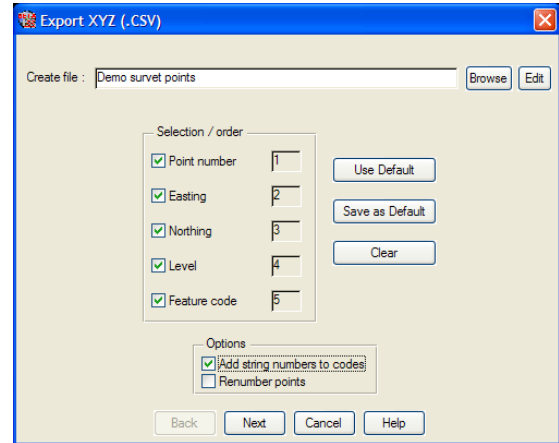 Export XYZ (.CSV)
Create file : Demo survet points Browse Edit
Selection / order
Point number 1
Easting 2
Northing 3
Level 4
Feature code 5
Use Default
Save as Default
Clear
Options
Add string numbers to codes
Renumber points
Back Next Cancel Help